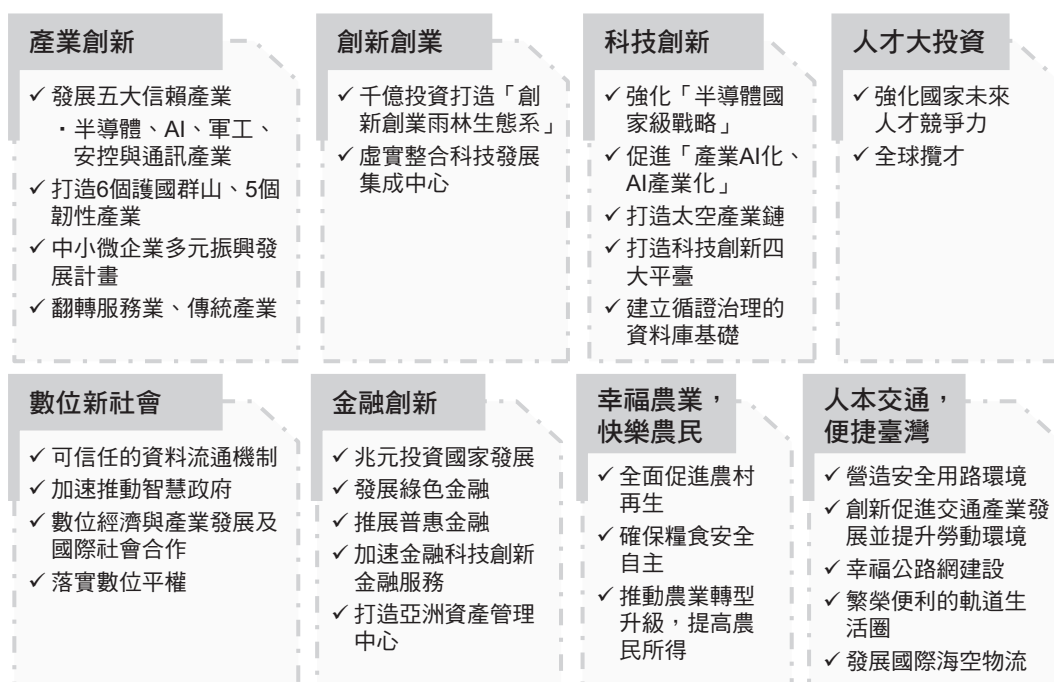 產業創新
✓ 發展五大信賴產業
・半導體、AI、軍工、
安控與通訊產業
✓ 打造6個護國群山、5個
韌性產業
✓ 中小微企業多元振興發
展計畫
✓ 翻轉服務業、傳統產業
創新創業
✓ 千億投資打造「創
新創業雨林生態系」
✓ 虛實整合科技發展
集成中心
科技創新
✓ 強化「半導體國
家級戰略」
✓ 促進「產業AI化、
AI產業化」
✓ 打造太空產業鏈
✓ 打造科技創新四
大平臺
✓ 建立循證治理的
資料庫基礎
人才大投資
✓ 強化國家未來
人才競爭力
✓ 全球攬才
數位新社會
✓ 可信任的資料流通機制
✓ 加速推動智慧政府
✓ 數位經濟與產業發展及
國際社會合作
✓ 落實數位平權
金融創新
✓ 兆元投資國家發展
✓ 發展綠色金融
✓ 推展普惠金融
✓ 加速金融科技創新
金融服務
✓ 打造亞洲資產管理
中心
幸福農業，
快樂農民
✓ 全面促進農村
再生
✓ 確保糧食安全
自主
✓ 推動農業轉型
升級，提高農
民所得
人本交通，
便捷臺灣
✓ 營造安全用路環境
✓ 創新促進交通產業發
展並提升勞動環境
✓ 幸福公路網建設
✓ 繁榮便利的軌道生
活圈
✓ 發展國際海空物流